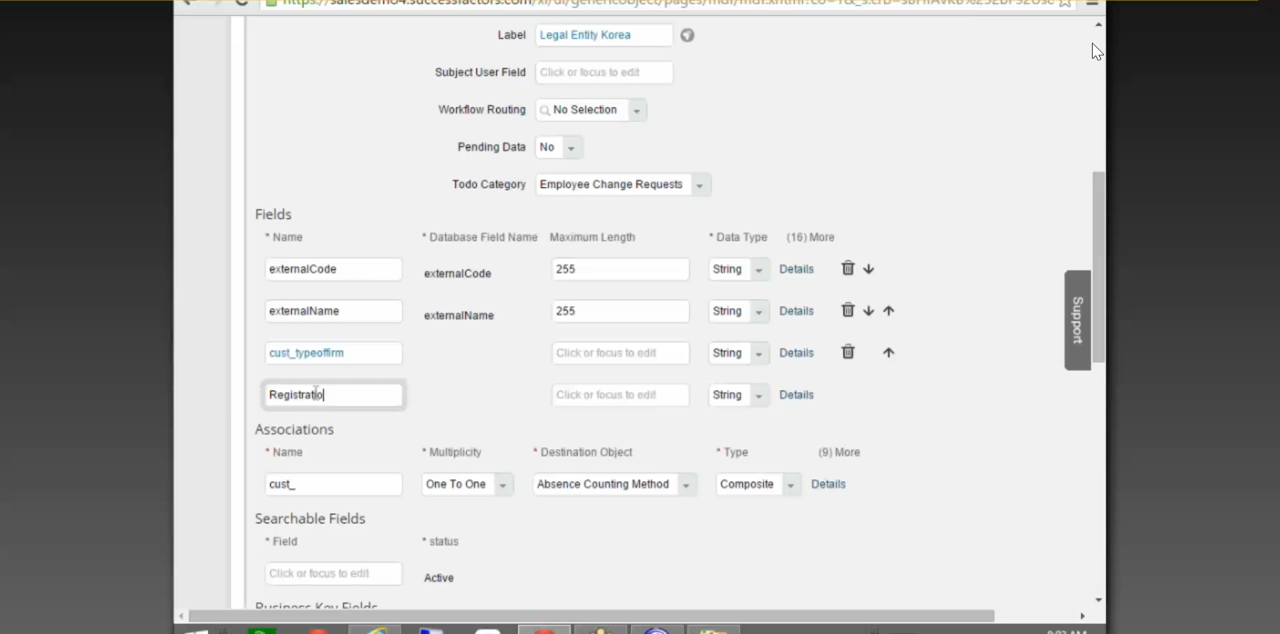 Label Legal Entity Korea
Subject User Field Click or focus to edit
Workflow Routing No Selection
Pending Data No
Todo Category Employee Change Requests
Fields
* Name * Database Field Name Maximum Length * Data Type (16) More
externalCode externalCode 255 String Details
externalName externalName 255 String Details
cust_typeoffirm Click or focus to edit String Details
Registratio Click or focus to edit String Details
Support
Associations
* Name * Multiplicity * Destination Object * Type (9) More
cust_ One To One Absence Counting Method Composite Details
Searchable Fields
* Field * status
Click or focus to edit Active
Business Key Fields